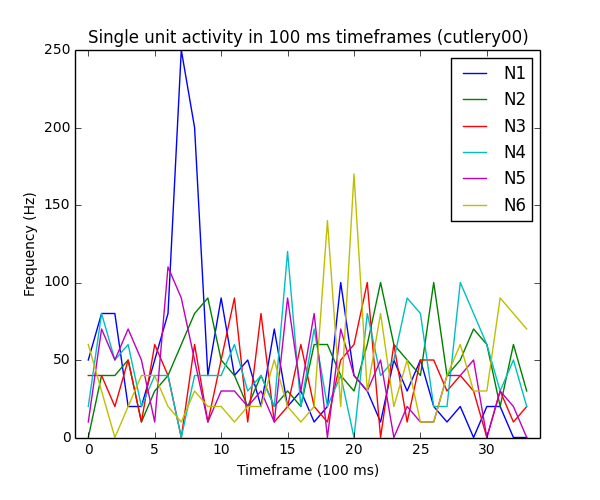 Single unit activity in 100 ms timeframes (cutlery00)
250
200
150
100
50
0
Frequency (Hz)
N1
N2
N3
N4
N5
N6
0 5 10 15 20 25 30
Timeframe (100 ms)